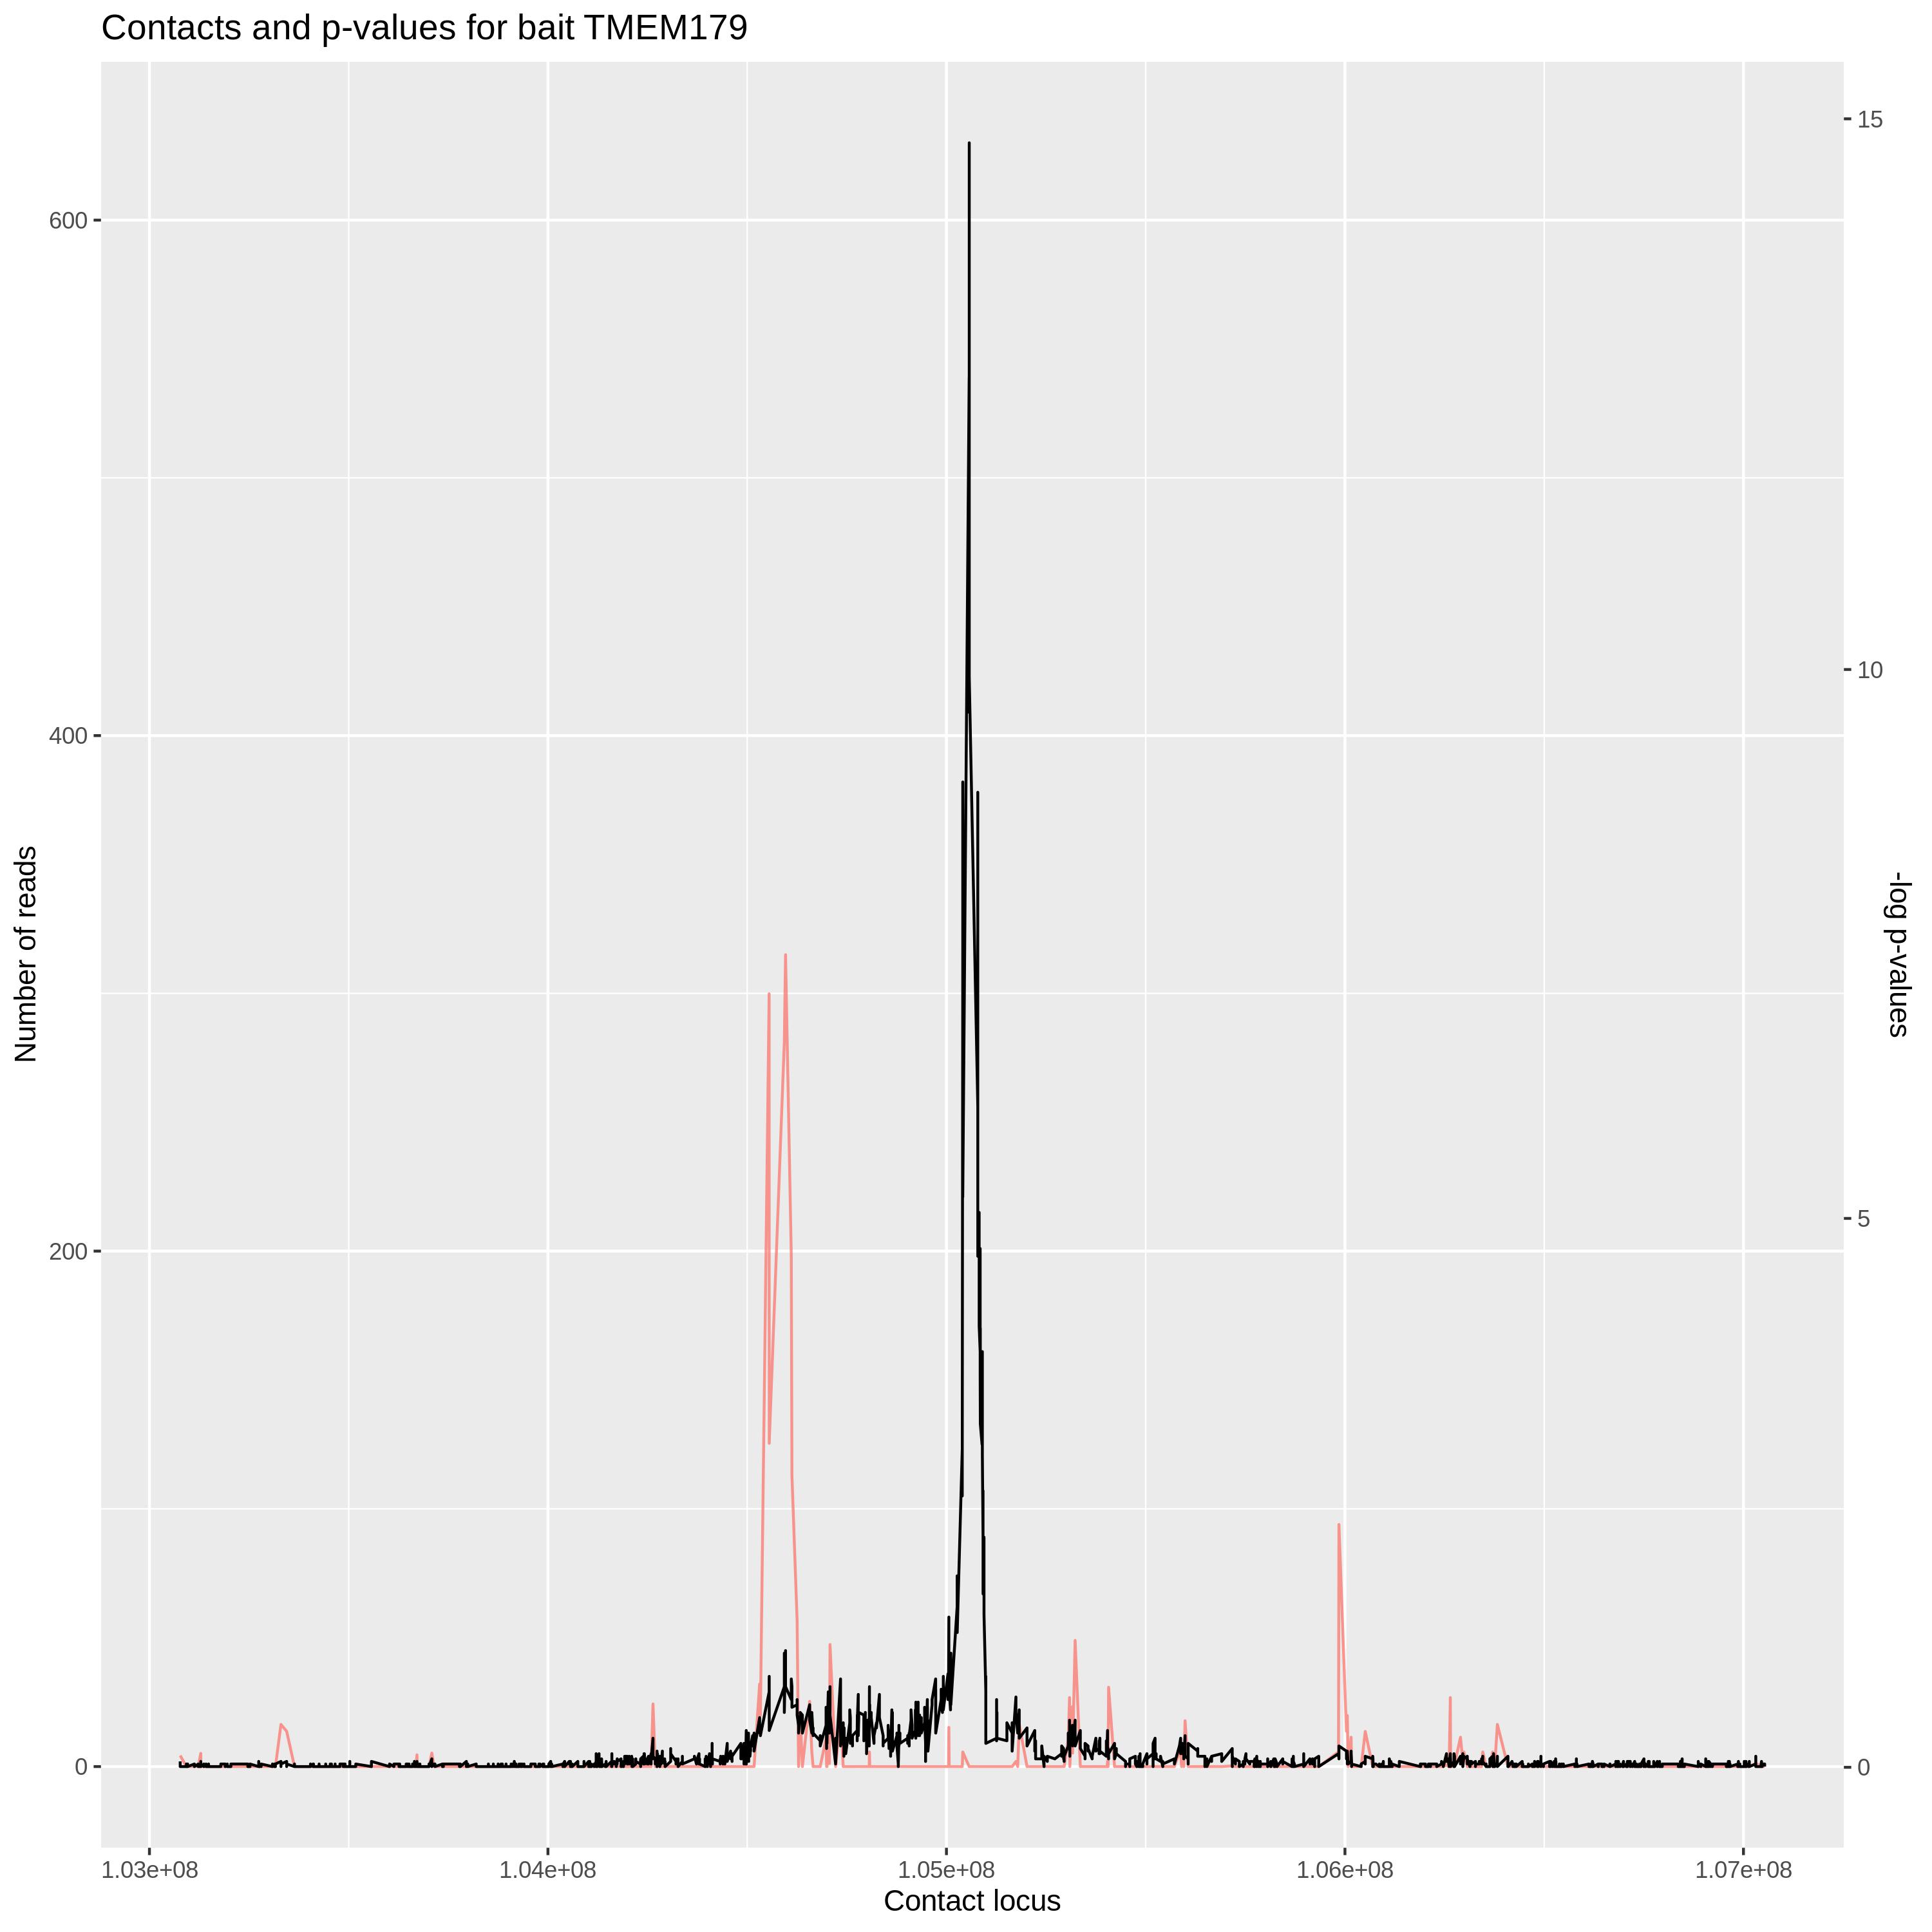 Contacts and p-values for bait TMEM179
600
400
200
0
Number of reads
15
10
5
0
-log p-values
1.03e+08
1.04e+08
1.05e+08
1.06e+08
1.07e+08
Contact locus